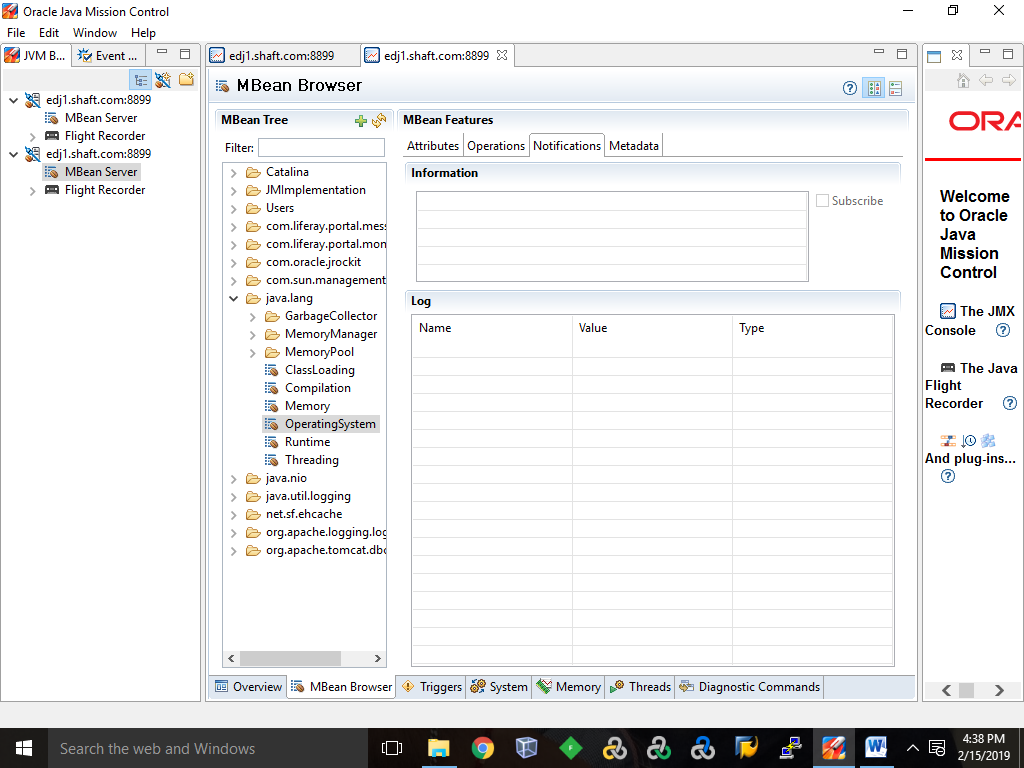 Oracle Java Mission Control
File Edit Window Help
JVM B...
Event ...
edj1.shaft.com:8899
MBean Server
Flight Recorder
edj1.shaft.com:8899
MBean Server
Flight Recorder
edj1.shaft.com:8899
edj1.shaft.com:8899
MBean Browser
MBean Tree
Filter:
Catalina
JMImplementation
Users
com.liferay.portal.mess
com.liferay.portal.mon
com.oracle.jrockit
com.sun.management
java.lang
GarbageCollector
MemoryManager
MemoryPool
ClassLoading
Compilation
Memory
OperatingSystem
Runtime
Threading
java.nio
java.util.logging
net.sf.ehcache
org.apache.logging.log
org.apache.tomcat.dbc
MBean Features
Attributes Operations Notifications Metadata
Information
Subscribe
Log
Name Value Type
Overview MBean Browser Triggers System Memory Threads Diagnostic Commands
ORA
Welcome
to Oracle
Java
Mission
Control
The JMX
Console
The Java
Flight
Recorder
And plug-ins...
Search the web and Windows
4:38 PM
2/15/2019